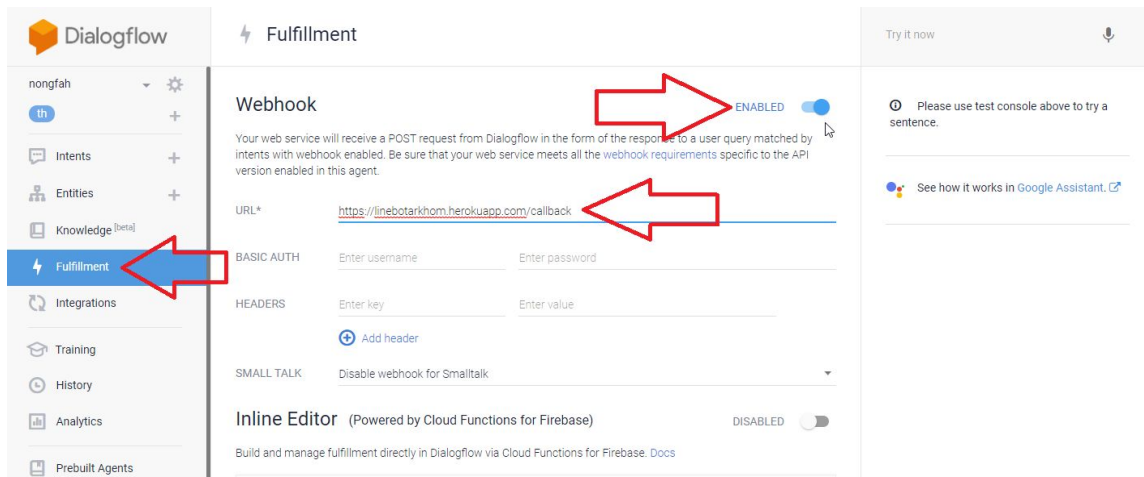 Dialogflow
nongfah
th
Intents
Entities
Knowledge [beta]
Fulfillment
Integrations
Training
History
Analytics
Prebuilt Agents
Fulfillment
Webhook
ENABLED
Your web service will receive a POST request from Dialogflow in the form of the response to a user query matched by
intents with webhook enabled. Be sure that your web service meets all the webhook requirements specific to the API
version enabled in this agent.
URL* https://linebotarkhom.herokuapp.com/callback
BASIC AUTH Enter username Enter password
HEADERS Enter key Enter value
Add header
SMALL TALK Disable webhook for Smalltalk
Inline Editor (Powered by Cloud Functions for Firebase) DISABLED
Build and manage fulfillment directly in Dialogflow via Cloud Functions for Firebase. Docs
Try it now
Please use test console above to try a
sentence.
See how it works in Google Assistant.